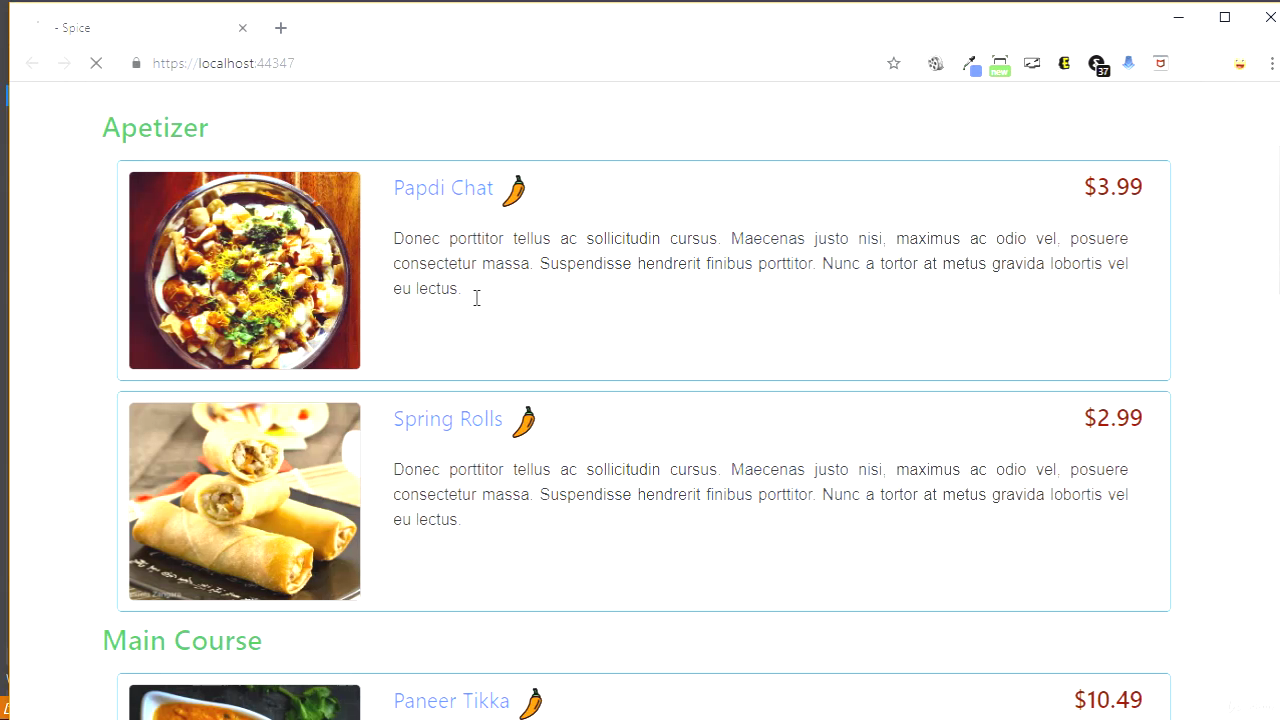 - Spice
https://localhost:44347
new
37
Apetizer
Papdi Chat
$3.99
Donec porttitor tellus ac sollicitudin cursus. Maecenas justo nisi, maximus ac odio vel, posuere
consectetur massa. Suspendisse hendrerit finibus porttitor. Nunc a tortor at metus gravida lobortis vel
eu lectus.
Spring Rolls
$2.99
Donec porttitor tellus ac sollicitudin cursus. Maecenas justo nisi, maximus ac odio vel, posuere
consectetur massa. Suspendisse hendrerit finibus porttitor. Nunc a tortor at metus gravida lobortis vel
eu lectus.
Main Course
Paneer Tikka
$10.49